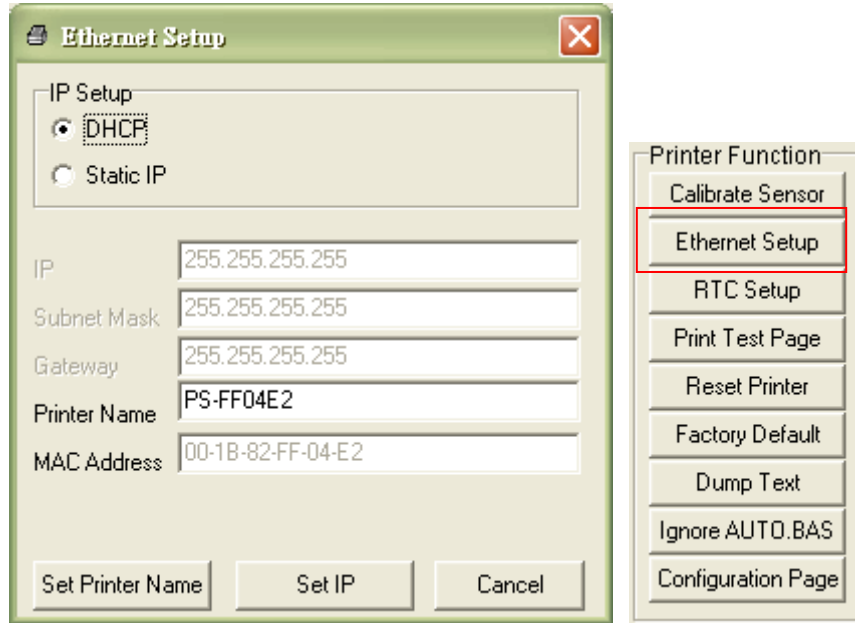 Ethernet Setup
IP Setup
DHCP
Static IP
IP 255.255.255.255
Subnet Mask 255.255.255.255
Gateway 255.255.255.255
Printer Name PS-FF04E2
MAC Address 00-1B-82-FF-04-E2
Set Printer Name Set IP Cancel
Printer Function
Calibrate Sensor
Ethernet Setup
RTC Setup
Print Test Page
Reset Printer
Factory Default
Dump Text
Ignore AUTO.BAS
Configuration Page